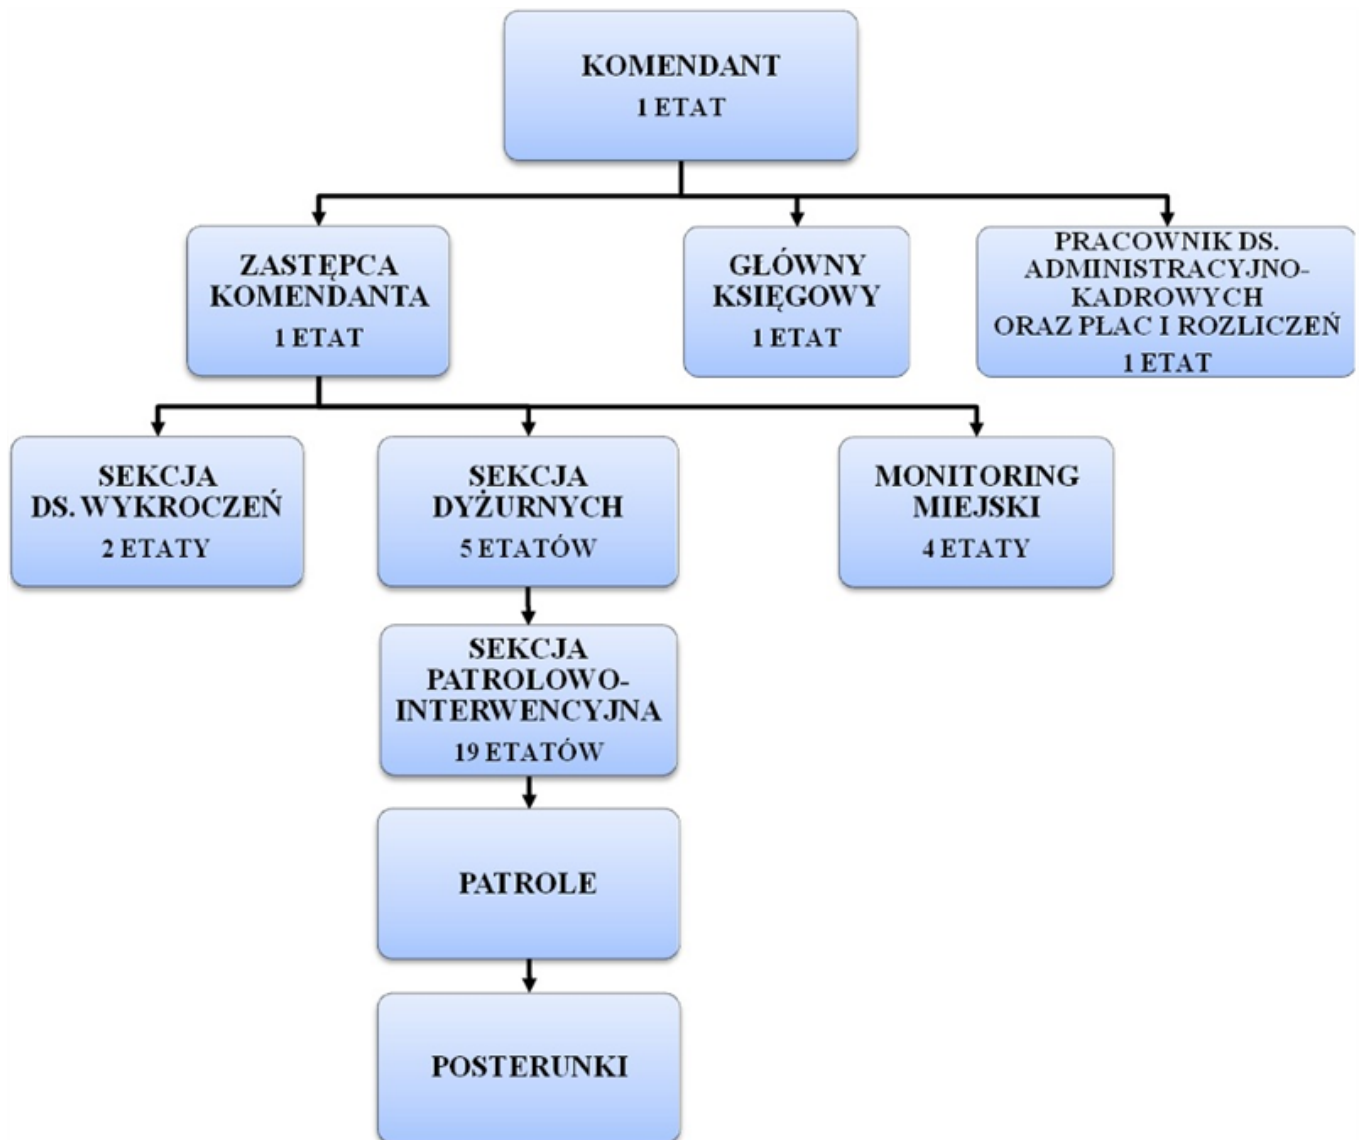 KOMENDANT
1 ETAT
ZASTĘPCA
KOMENDANTA
1 ETAT
GŁÓWNY
KSIĘGOWY
1 ETAT
PRACOWNIK DS.
ADMINISTRACYJNO-
KADROWYCH
ORAZ PŁAC I ROZLICZEŃ
1 ETAT
SEKCJA
DS. WYKROCZEŃ
2 ETATY
SEKCJA
DYŻURNYCH
5 ETATÓW
MONITORING
MIEJSKI
4 ETATY
SEKCJA
PATROLOWO-
INTERWENCYJNA
19 ETATÓW
PATROLE
POSTERUNKI